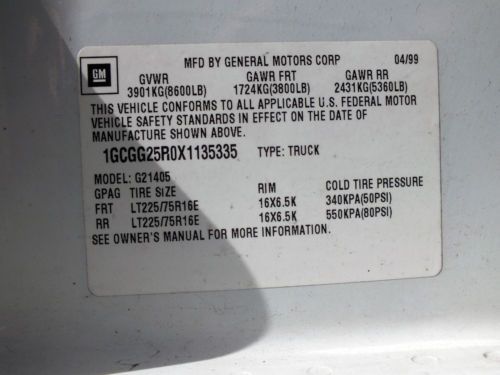 MFD BY GENERAL MOTORS CORP 04/99
GM
GVWR GAWR FRT GAWR RR
3901KG(8600LB) 1724KG(3800LB) 2431KG(5360LB)
THIS VEHICLE CONFORMS TO ALL APPLICABLE U.S. FEDERAL MOTOR
VEHICLE SAFETY STANDARDS IN EFFECT ON THE DATE OF
MANUFACTURE SHOWN ABOVE.
1GCGG25R0X1135335 TYPE: TRUCK
MODEL: G21405
GPAG TIRE SIZE RIM COLD TIRE PRESSURE
FRT LT225/75R16E 16X6.5K 340KPA(50PSI)
RR LT225/75R16E 16X6.5K 550KPA(80PSI)
SEE OWNER'S MANUAL FOR MORE INFORMATION.